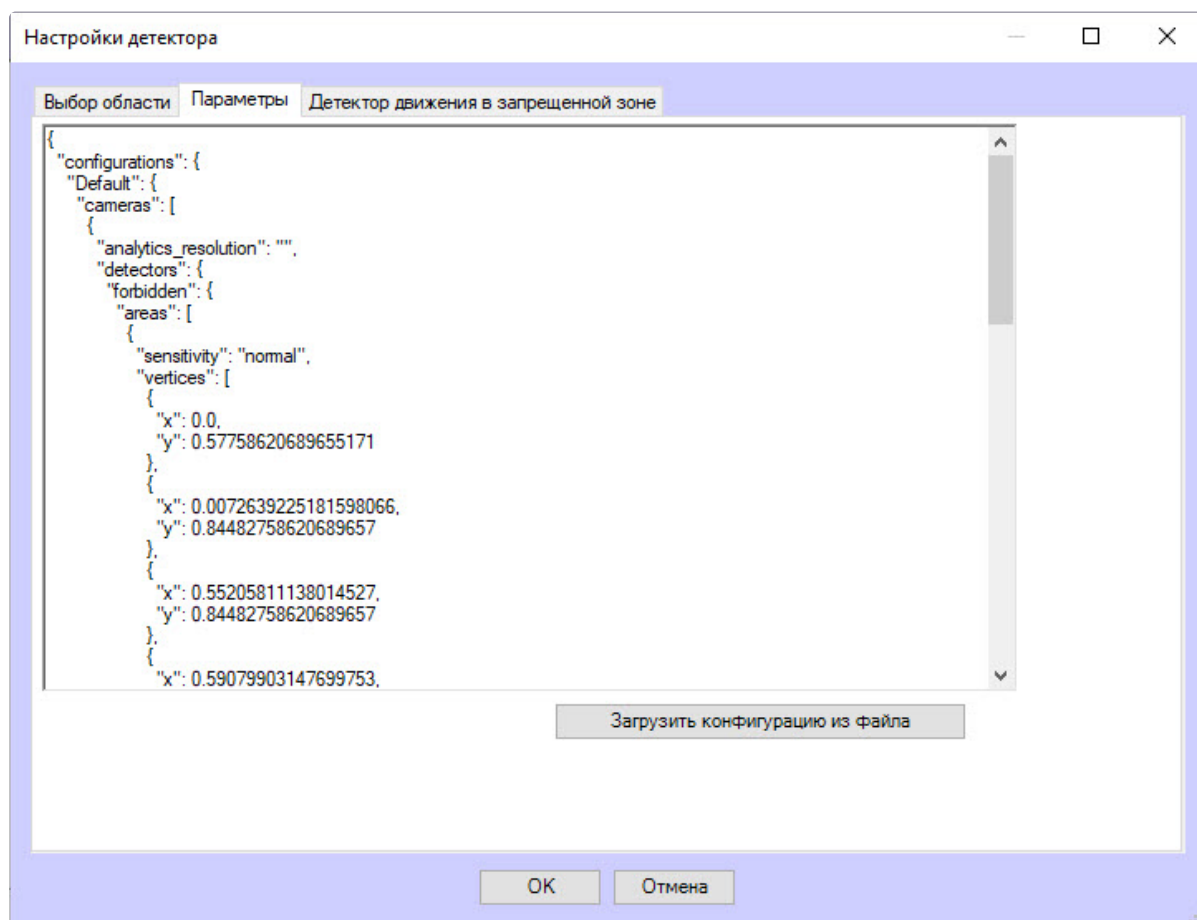 Настройки детектора
Выбор области Параметры Детектор движения в запрещенной зоне
{
"configurations": {
"Default": {
"cameras": [
{
"analytics_resolution": "",
"detectors": {
"forbidden": {
"areas": [
{
"sensitivity": "normal",
"vertices": [
{
"x": 0.0,
"y": 0.57758620689655171
},
{
"x": 0.0072639225181598066,
"y": 0.84482758620689657
},
{
"x": 0.55205811138014527,
"y": 0.84482758620689657
},
{
"x": 0.59079903147699753,
Загрузить конфигурацию из файла
OK Отмена